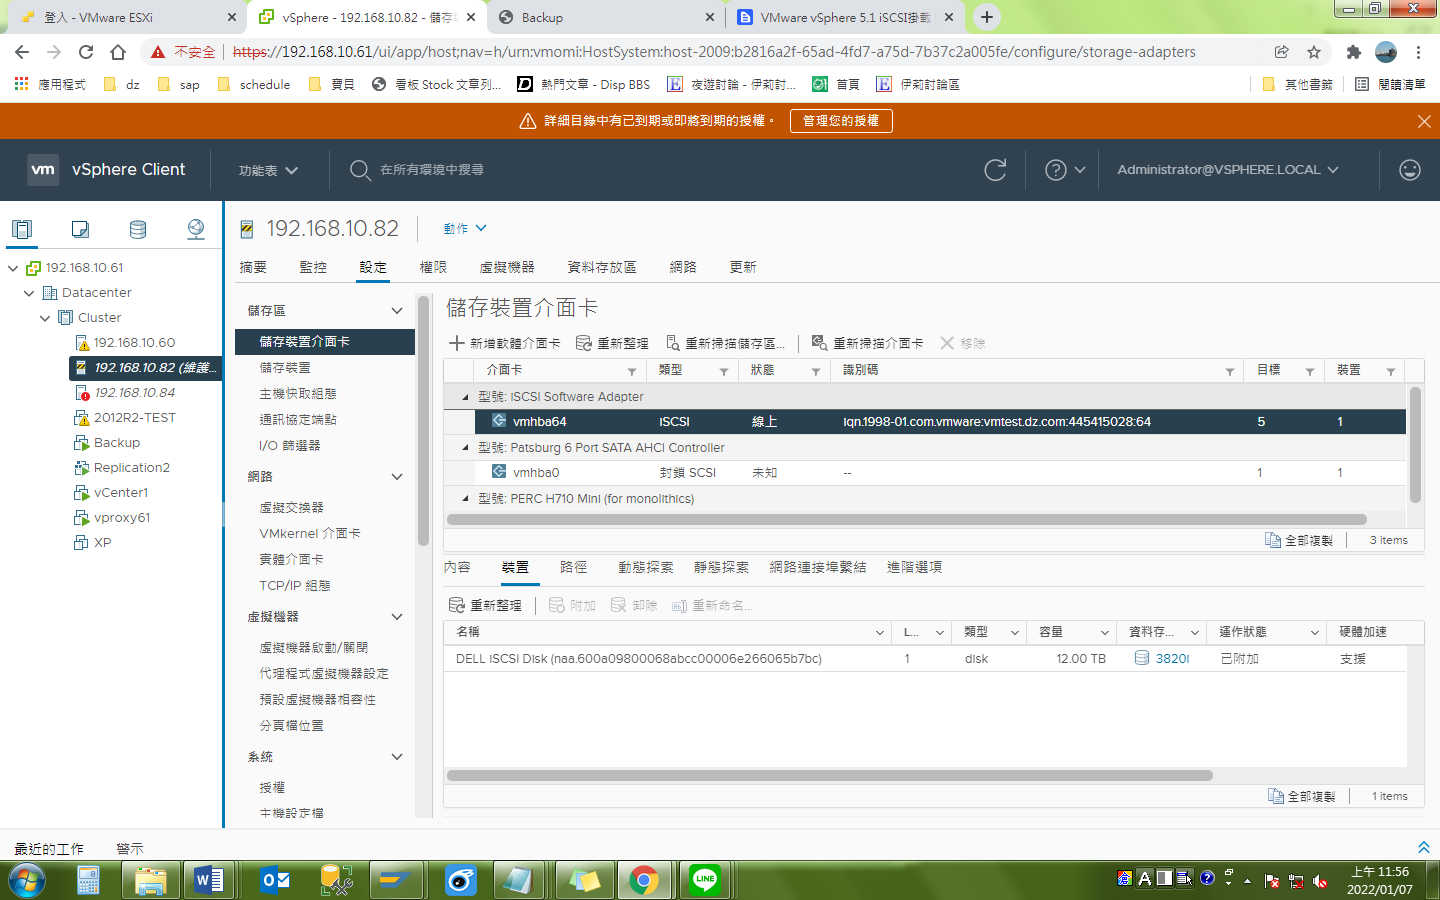 登入 - VMware ESXi
vSphere - 192.168.10.82 - 儲存
Backup
VMware vSphere 5.1 iSCSI掛載
不安全
https://192.168.10.61/ui/app/host;nav=h/urn:vmomi:HostSystem:host-2009:b2816a2f-65ad-4fd7-a75d-7b37c2a005fe/configure/storage-adapters
應用程式
dz
sap
schedule
寶貝
看板 Stock 文章列...
熱門文章 - Disp BBS
夜遊討論 - 伊莉討...
首頁
伊莉討論區
其他書籤
閱讀清單
詳細目錄中有已到期或即將到期的授權。
管理您的授權
vm
vSphere Client
功能表
在所有環境中搜尋
Administrator@VSPHERE.LOCAL
192.168.10.82
動作
摘要
監控
設定
權限
虛擬機器
資料存放區
網路
更新
192.168.10.61
Datacenter
Cluster
192.168.10.60
192.168.10.82 (維護...
192.168.10.84
2012R2-TEST
Backup
Replication2
vCenter1
vproxy61
XP
儲存區
儲存裝置介面卡
儲存裝置
主機快取組態
通訊協定端點
I/O 篩選器
網路
虛擬交換器
VMkernel 介面卡
實體介面卡
TCP/IP 組態
虛擬機器
虛擬機器啟動/關閉
代理程式虛擬機器設定
預設虛擬機器相容性
分頁檔位置
系統
授權
主機設定檔
儲存裝置介面卡
新增軟體介面卡
重新整理
重新掃描儲存區...
重新掃描介面卡
移除
介面卡
類型
狀態
識別碼
目標
裝置
型號: iSCSI Software Adapter
vmhba64
iSCSI
線上
iqn.1998-01.com.vmware:vmtest.dz.com:445415028:64
5
1
型號: Patsburg 6 Port SATA AHCI Controller
vmhba0
封鎖 SCSI
未知
--
1
1
型號: PERC H710 Mini (for monolithics)
全部複製
3 items
內容
裝置
路徑
動態探索
靜態探索
網路連接埠繫結
進階選項
重新整理
附加
卸除
重新命名...
名稱
L...
類型
容量
資料存...
運作狀態
硬體加速
DELL iSCSI Disk (naa.600a09800068abcc00006e266065b7bc)
1
disk
12.00 TB
3820i
已附加
支援
全部複製
1 items
最近的工作
警示
W
LINE
A
上午 11:56
2022/01/07